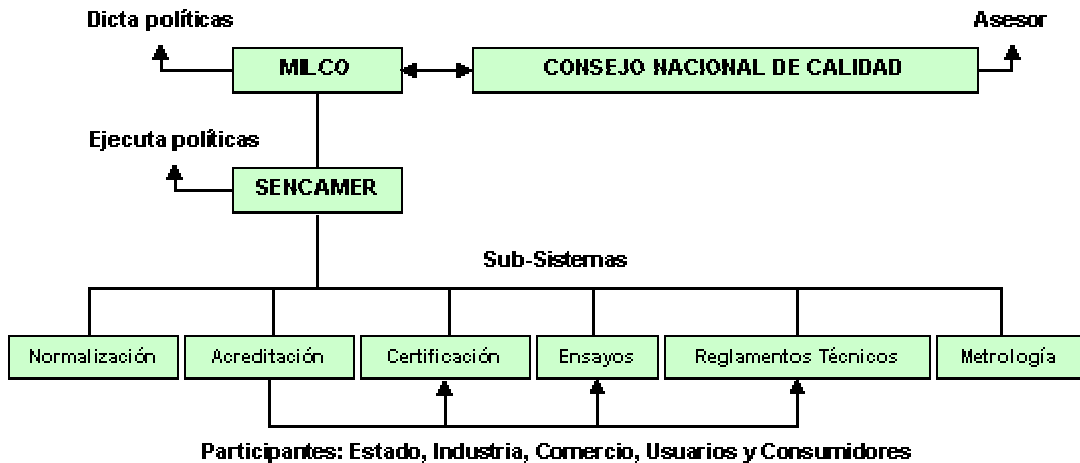 Dicta políticas
Asesor
MILCO
CONSEJO NACIONAL DE CALIDAD
Ejecuta políticas
SENCAMER
Sub-Sistemas
Normalización
Acreditación
Certificación
Ensayos
Reglamentos Técnicos
Metrología
Participantes: Estado, Industria, Comercio, Usuarios y Consumidores